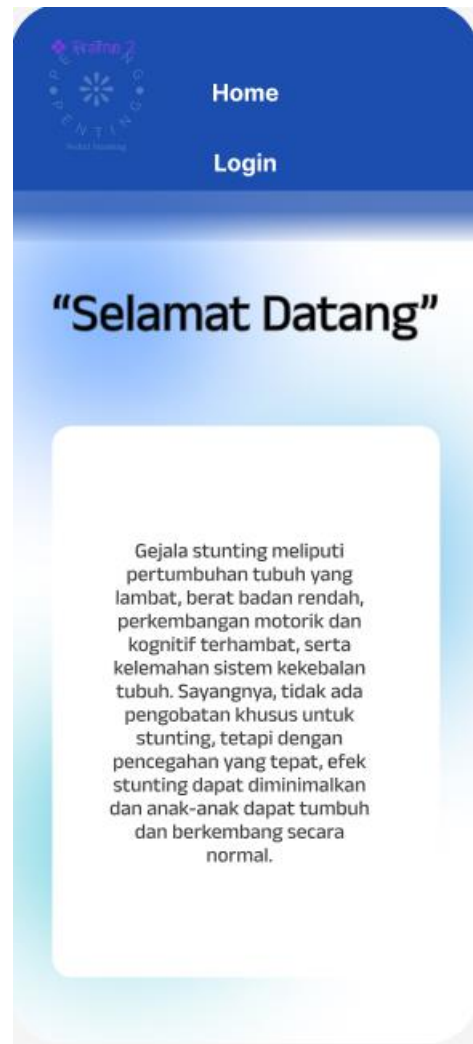 Home
Login
“Selamat Datang”
Gejala stunting meliputi
pertumbuhan tubuh yang
lambat, berat badan rendah,
perkembangan motorik dan
kognitif terhambat, serta
kelemahan sistem kekebalan
tubuh. Sayangnya, tidak ada
pengobatan khusus untuk
stunting, tetapi dengan
pencegahan yang tepat, efek
stunting dapat diminimalkan
dan anak-anak dapat tumbuh
dan berkembang secara
normal.